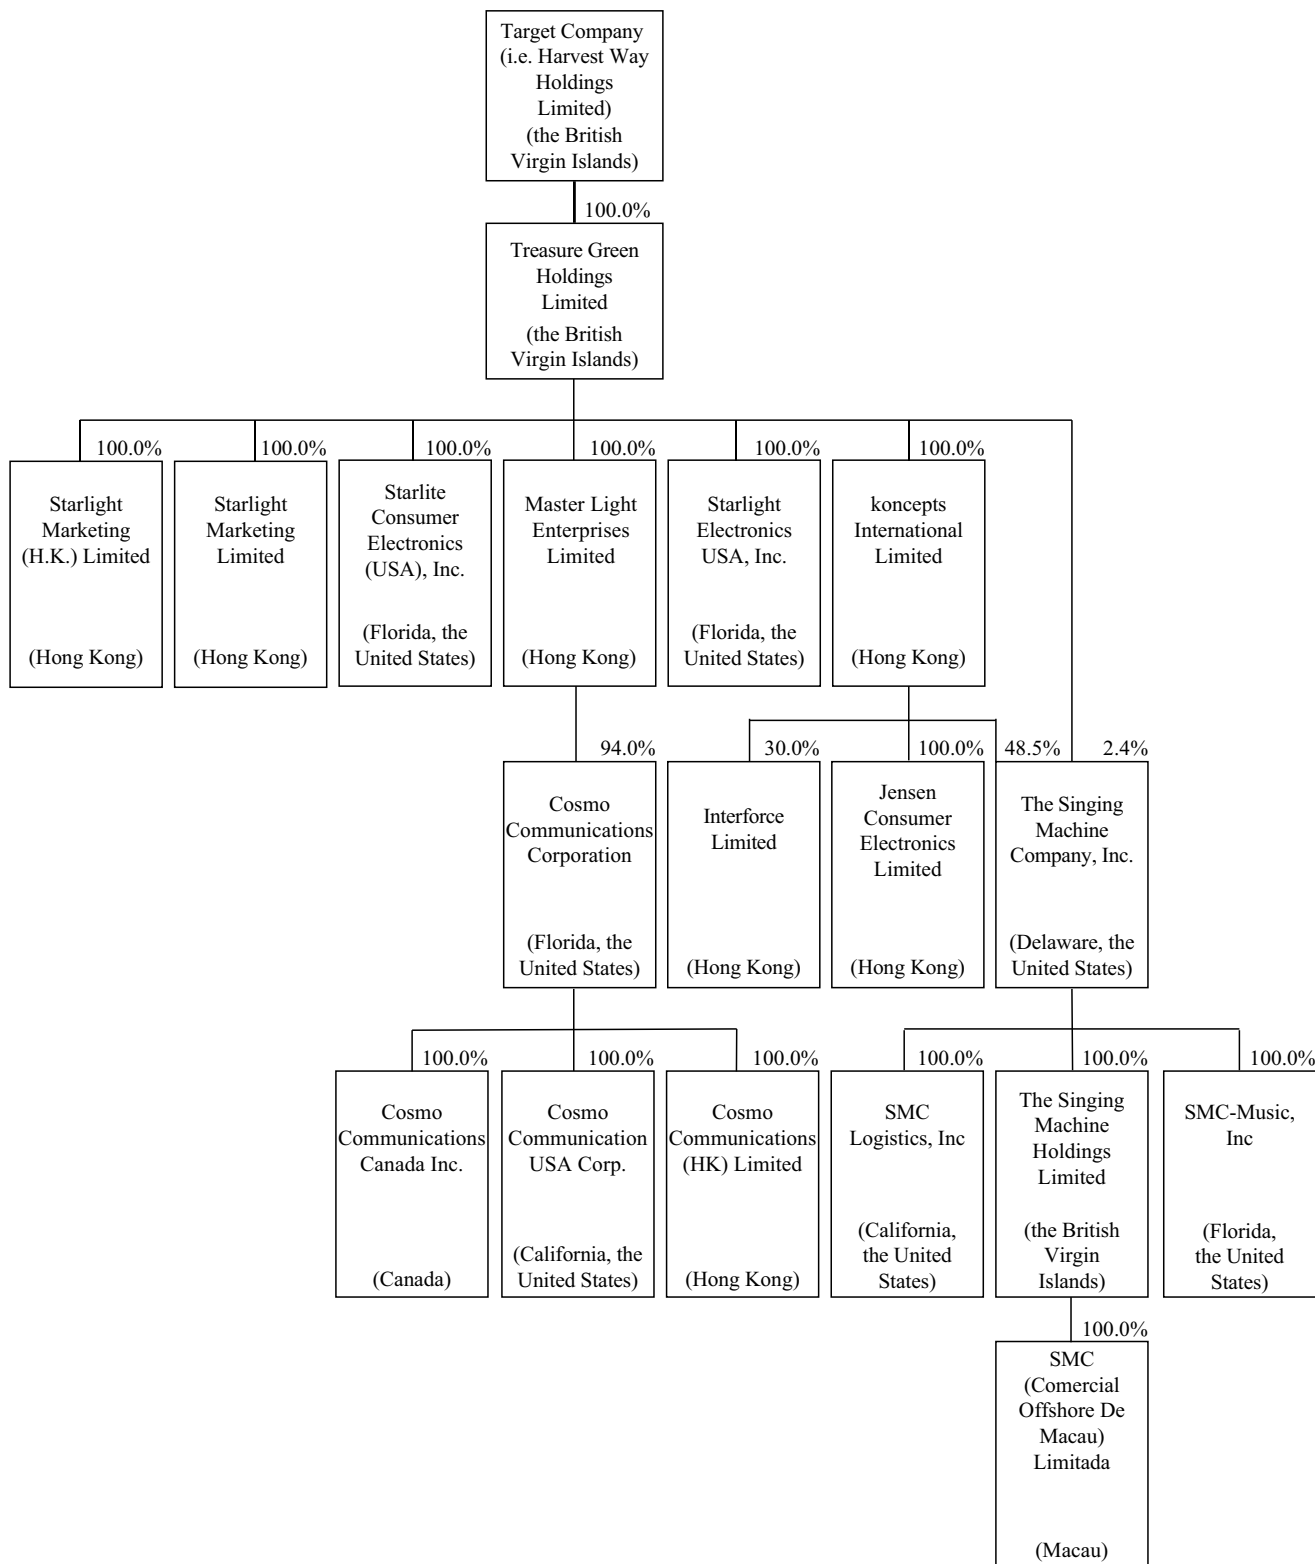 Target Company
(i.e. Harvest Way
Holdings
Limited)
(the British
Virgin Islands)
100.0%
Treasure Green
Holdings
Limited
(the British
Virgin Islands)
100.0%
Starlight
Marketing
(H.K.) Limited
(Hong Kong)
100.0%
Starlight
Marketing
Limited
(Hong Kong)
100.0%
Starlite
Consumer
Electronics
(USA), Inc.
(Florida, the
United States)
100.0%
Master Light
Enterprises
Limited
(Hong Kong)
100.0%
Starlight
Electronics
USA, Inc.
(Florida, the
United States)
100.0%
koncepts
International
Limited
(Hong Kong)
94.0%
Cosmo
Communications
Corporation
(Florida, the
United States)
30.0%
Interforce
Limited
(Hong Kong)
100.0%
Jensen
Consumer
Electronics
Limited
(Hong Kong)
48.5%
2.4%
The Singing
Machine
Company, Inc.
(Delaware, the
United States)
100.0%
Cosmo
Communications
Canada Inc.
(Canada)
100.0%
Cosmo
Communication
USA Corp.
(California, the
United States)
100.0%
Cosmo
Communications
(HK) Limited
(Hong Kong)
100.0%
SMC
Logistics, Inc
(California,
the United
States)
100.0%
The Singing
Machine
Holdings
Limited
(the British
Virgin
Islands)
100.0%
SMC-Music,
Inc
(Florida,
the United
States)
100.0%
SMC
(Comercial
Offshore De
Macau)
Limitada
(Macau)